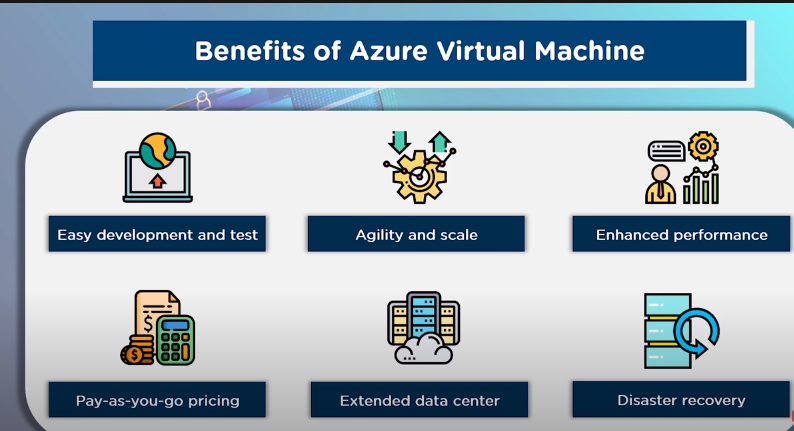 Benefits of Azure Virtual Machine
Easy development and test
Agility and scale
Enhanced performance
$
$
Pay-as-you-go pricing
Extended data center
Disaster recovery